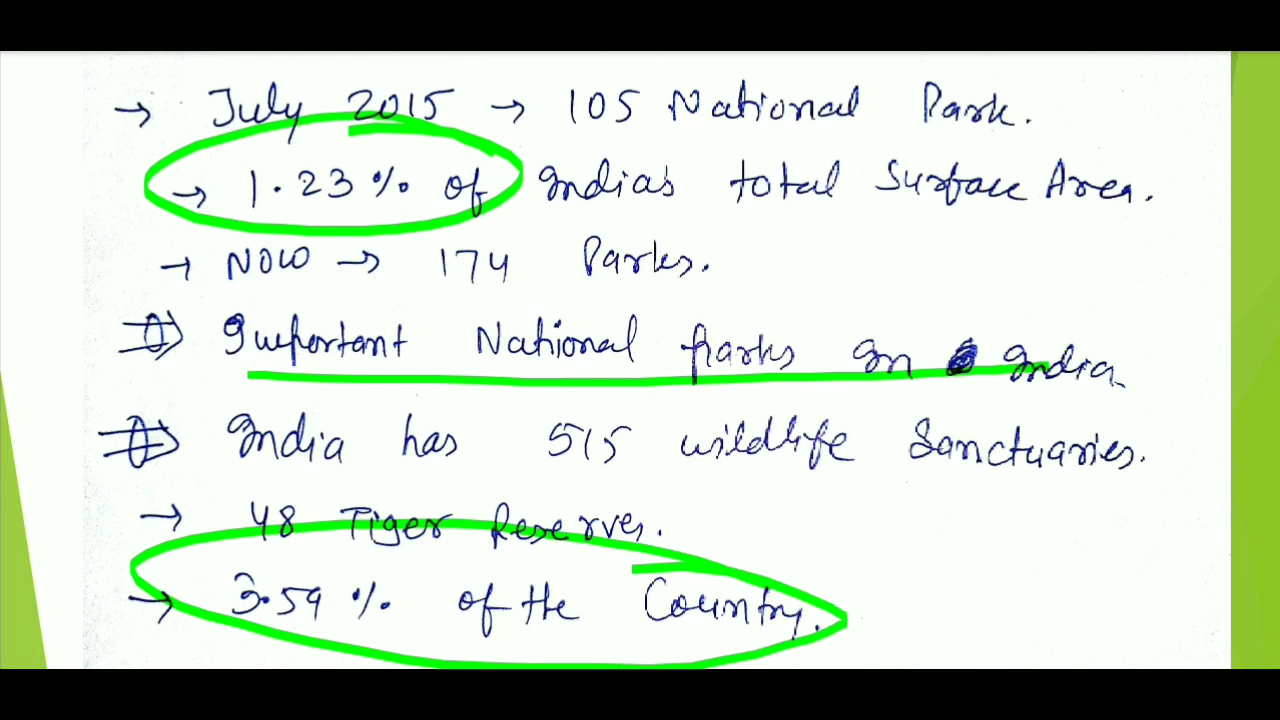 → July 2015 → 105 National Park.
→ 1.23% of India's total Surface Area.
→ Now → 174 Parks.
⇒ Important National parks In India
⇒ India has 515 wildlife Sanctuaries.
→ 48 Tiger Reserves.
→ 3.59% of the Country.